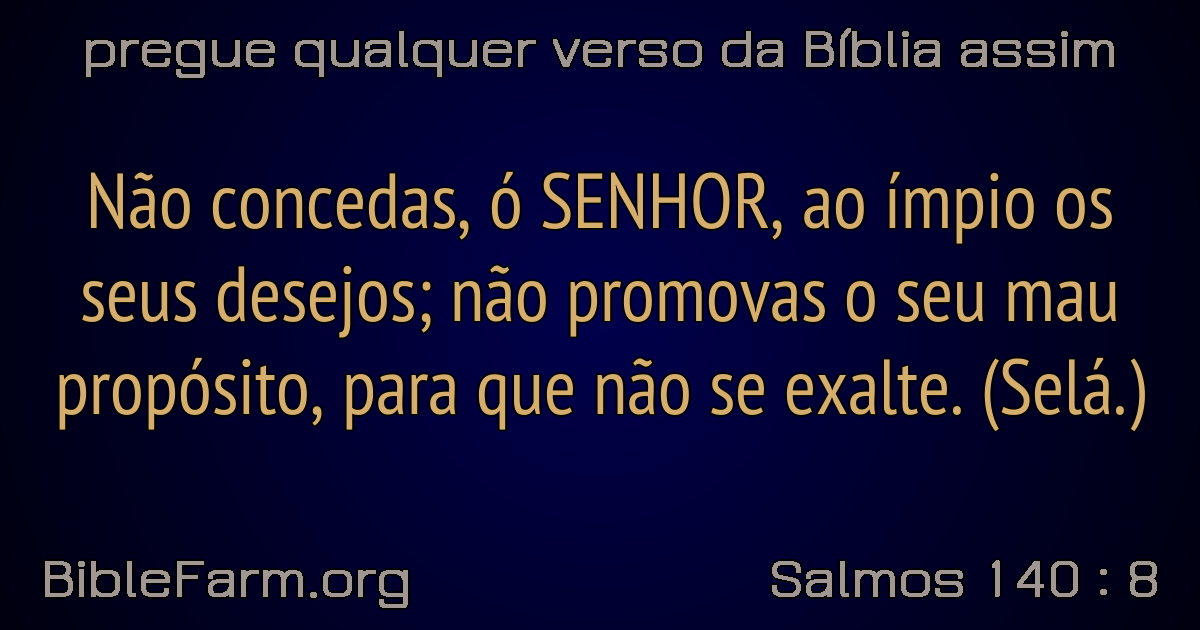 pregue qualquer verso da Bíblia assim
Não concedas, ó SENHOR, ao ímpio os
seus desejos; não promovas o seu mau
propósito, para que não se exalte. (Selá.)
BibleFarm.org
Salmos 140 : 8